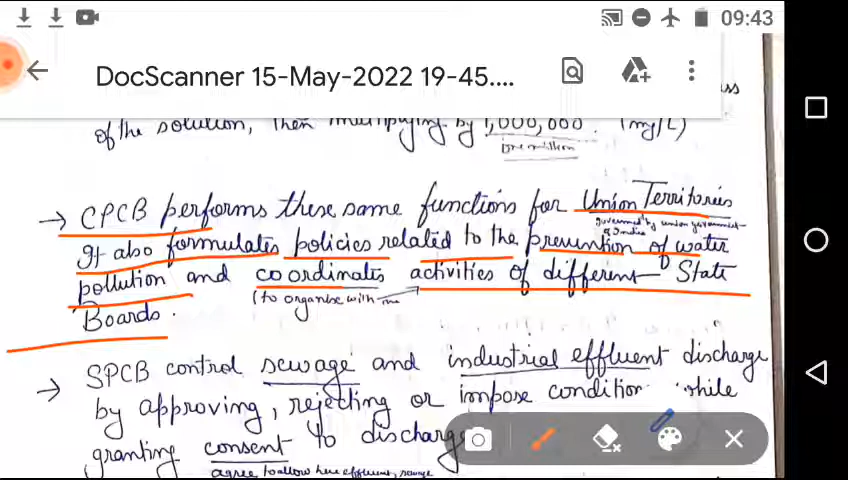 09:43
DocScanner 15-May-2022 19-45....
of the solution, then multiplying by 1,000,000. (mg/L)
one million
→ CPCB performs these same functions for Union Territories
governed by union government
of India
It also formulates policies related to the prevention of water
pollution and coordinates activities of different State
(to organise with one
Boards.
→ SPCB control sewage and industrial effluent discharge
by approving, rejecting or impose condition while
granting consent to discharge
agree to allow here effluent, sewage